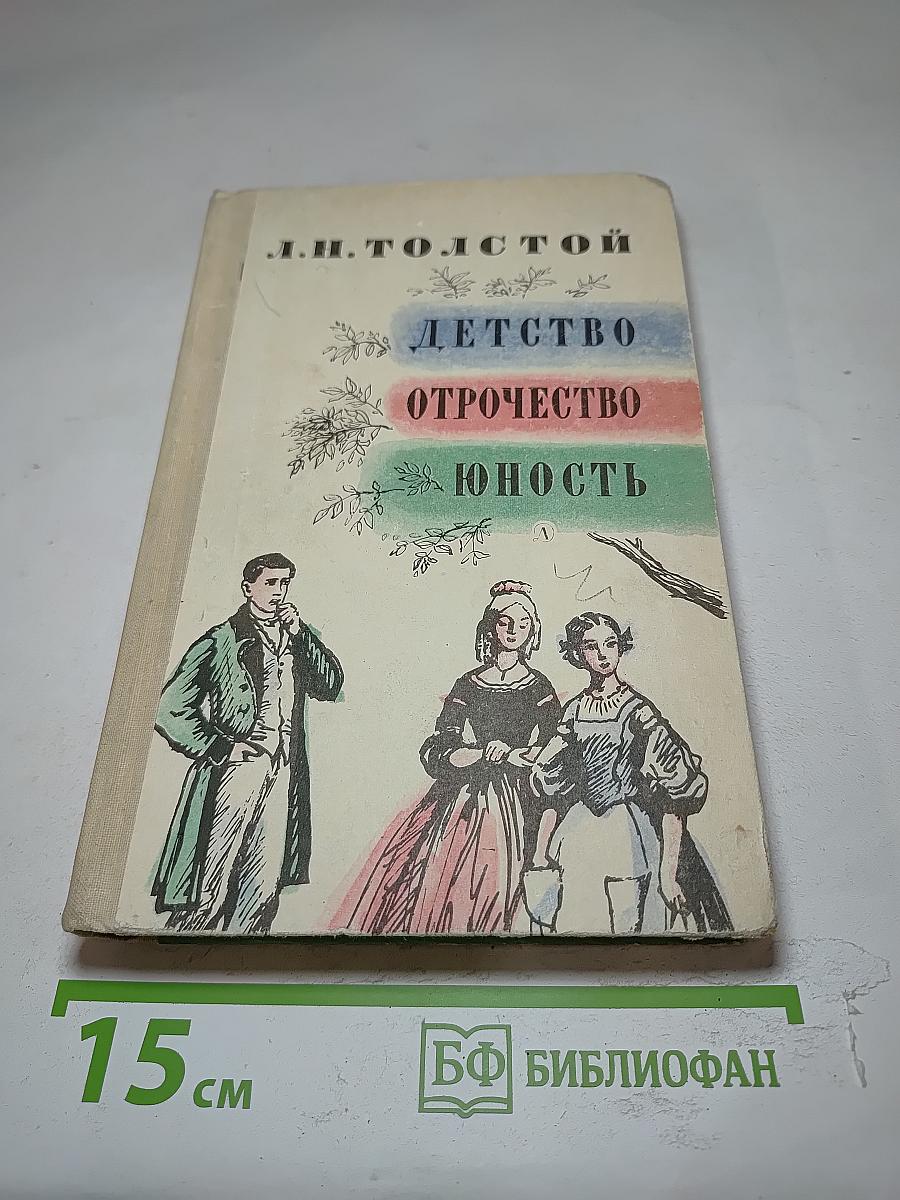 Л.Н.ТОЛСТОЙ
ДЕТСТВО
ОТРОЧЕСТВО
ЮНОСТЬ
Д
15 см
БФ БИБЛИОФАН